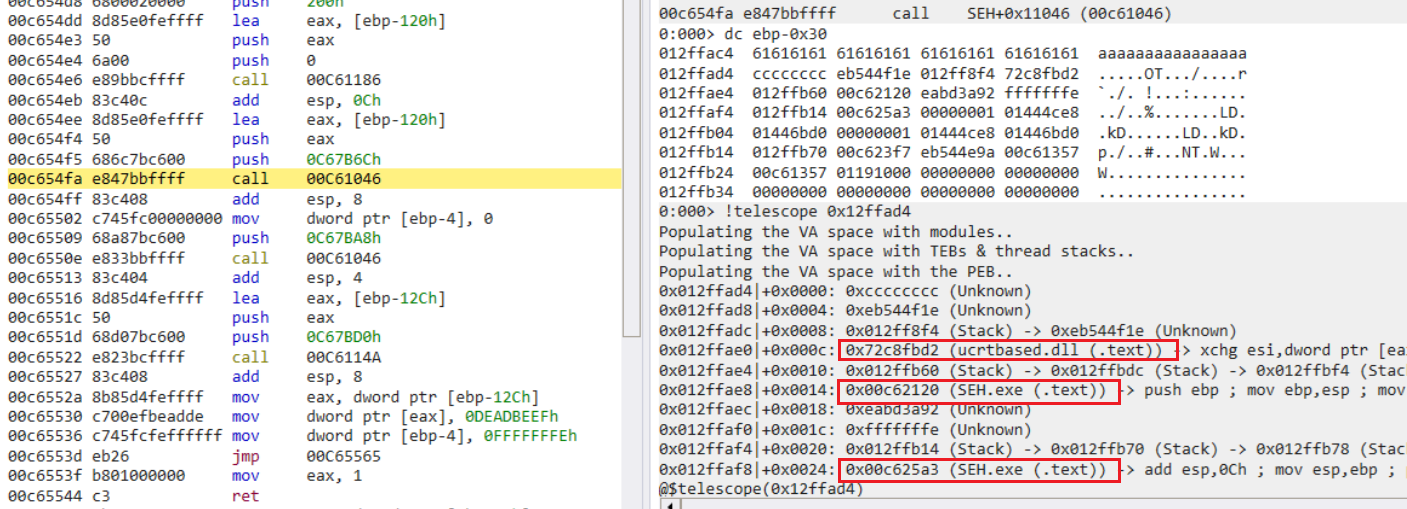 00c654d8 6800020000 push 200h
00c654dd 8d85e0feffff lea eax, [ebp-120h]
00c654e3 50 push eax
00c654e4 6a00 push 0
00c654e6 e89bbcffff call 00C61186
00c654eb 83c40c add esp, 0Ch
00c654ee 8d85e0feffff lea eax, [ebp-120h]
00c654f4 50 push eax
00c654f5 686c7bc600 push 0C67B6Ch
00c654fa e847bbffff call 00C61046
00c654ff 83c408 add esp, 8
00c65502 c745fc00000000 mov dword ptr [ebp-4], 0
00c65509 68a87bc600 push 0C67BA8h
00c6550e e833bbffff call 00C61046
00c65513 83c404 add esp, 4
00c65516 8d85d4feffff lea eax, [ebp-12Ch]
00c6551c 50 push eax
00c6551d 68d07bc600 push 0C67BD0h
00c65522 e823bcffff call 00C6114A
00c65527 83c408 add esp, 8
00c6552a 8b85d4feffff mov eax, dword ptr [ebp-12Ch]
00c65530 c700efbeadde mov dword ptr [eax], 0DEADBEEFh
00c65536 c745fcfeffffff mov dword ptr [ebp-4], 0FFFFFFFEh
00c6553d eb26 jmp 00C65565
00c6553f b801000000 mov eax, 1
00c65544 c3 ret
00c654fa e847bbffff call SEH+0x11046 (00c61046)
0:000> dc ebp-0x30
012ffac4 61616161 61616161 61616161 61616161 aaaaaaaaaaaaaaaa
012ffad4 cccccccc eb544f1e 012ff8f4 72c8fbd2 .....OT.../....r
012ffae4 012ffb60 00c62120 eabd3a92 fffffffe `./. !...:......
012ffaf4 012ffb14 00c625a3 00000001 01444ce8 ../..%.......LD.
012ffb04 01446bd0 00000001 01444ce8 01446bd0 .kD......LD..kD.
012ffb14 012ffb70 00c623f7 eb544e9a 00c61357 p./..#...NT.W...
012ffb24 00c61357 01191000 00000000 00000000 W...............
012ffb34 00000000 00000000 00000000 00000000 ................
0:000> !telescope 0x12ffad4
Populating the VA space with modules..
Populating the VA space with TEBs & thread stacks..
Populating the VA space with the PEB..
0x012ffad4|+0x0000: 0xcccccccc (Unknown)
0x012ffad8|+0x0004: 0xeb544f1e (Unknown)
0x012ffadc|+0x0008: 0x012ff8f4 (Stack) -> 0xeb544f1e (Unknown)
0x012ffae0|+0x000c: 0x72c8fbd2 (ucrtbased.dll (.text)) -> xchg esi,dword ptr [ea
0x012ffae4|+0x0010: 0x012ffb60 (Stack) -> 0x012ffbdc (Stack) -> 0x012ffbf4 (Stac
0x012ffae8|+0x0014: 0x00c62120 (SEH.exe (.text)) -> push ebp ; mov ebp,esp ; mov
0x012ffaec|+0x0018: 0xeabd3a92 (Unknown)
0x012ffaf0|+0x001c: 0xfffffffe (Unknown)
0x012ffaf4|+0x0020: 0x012ffb14 (Stack) -> 0x012ffb70 (Stack) -> 0x012ffb78 (Stac
0x012ffaf8|+0x0024: 0x00c625a3 (SEH.exe (.text)) -> add esp,0Ch ; mov esp,ebp ;
@$telescope(0x12ffad4)